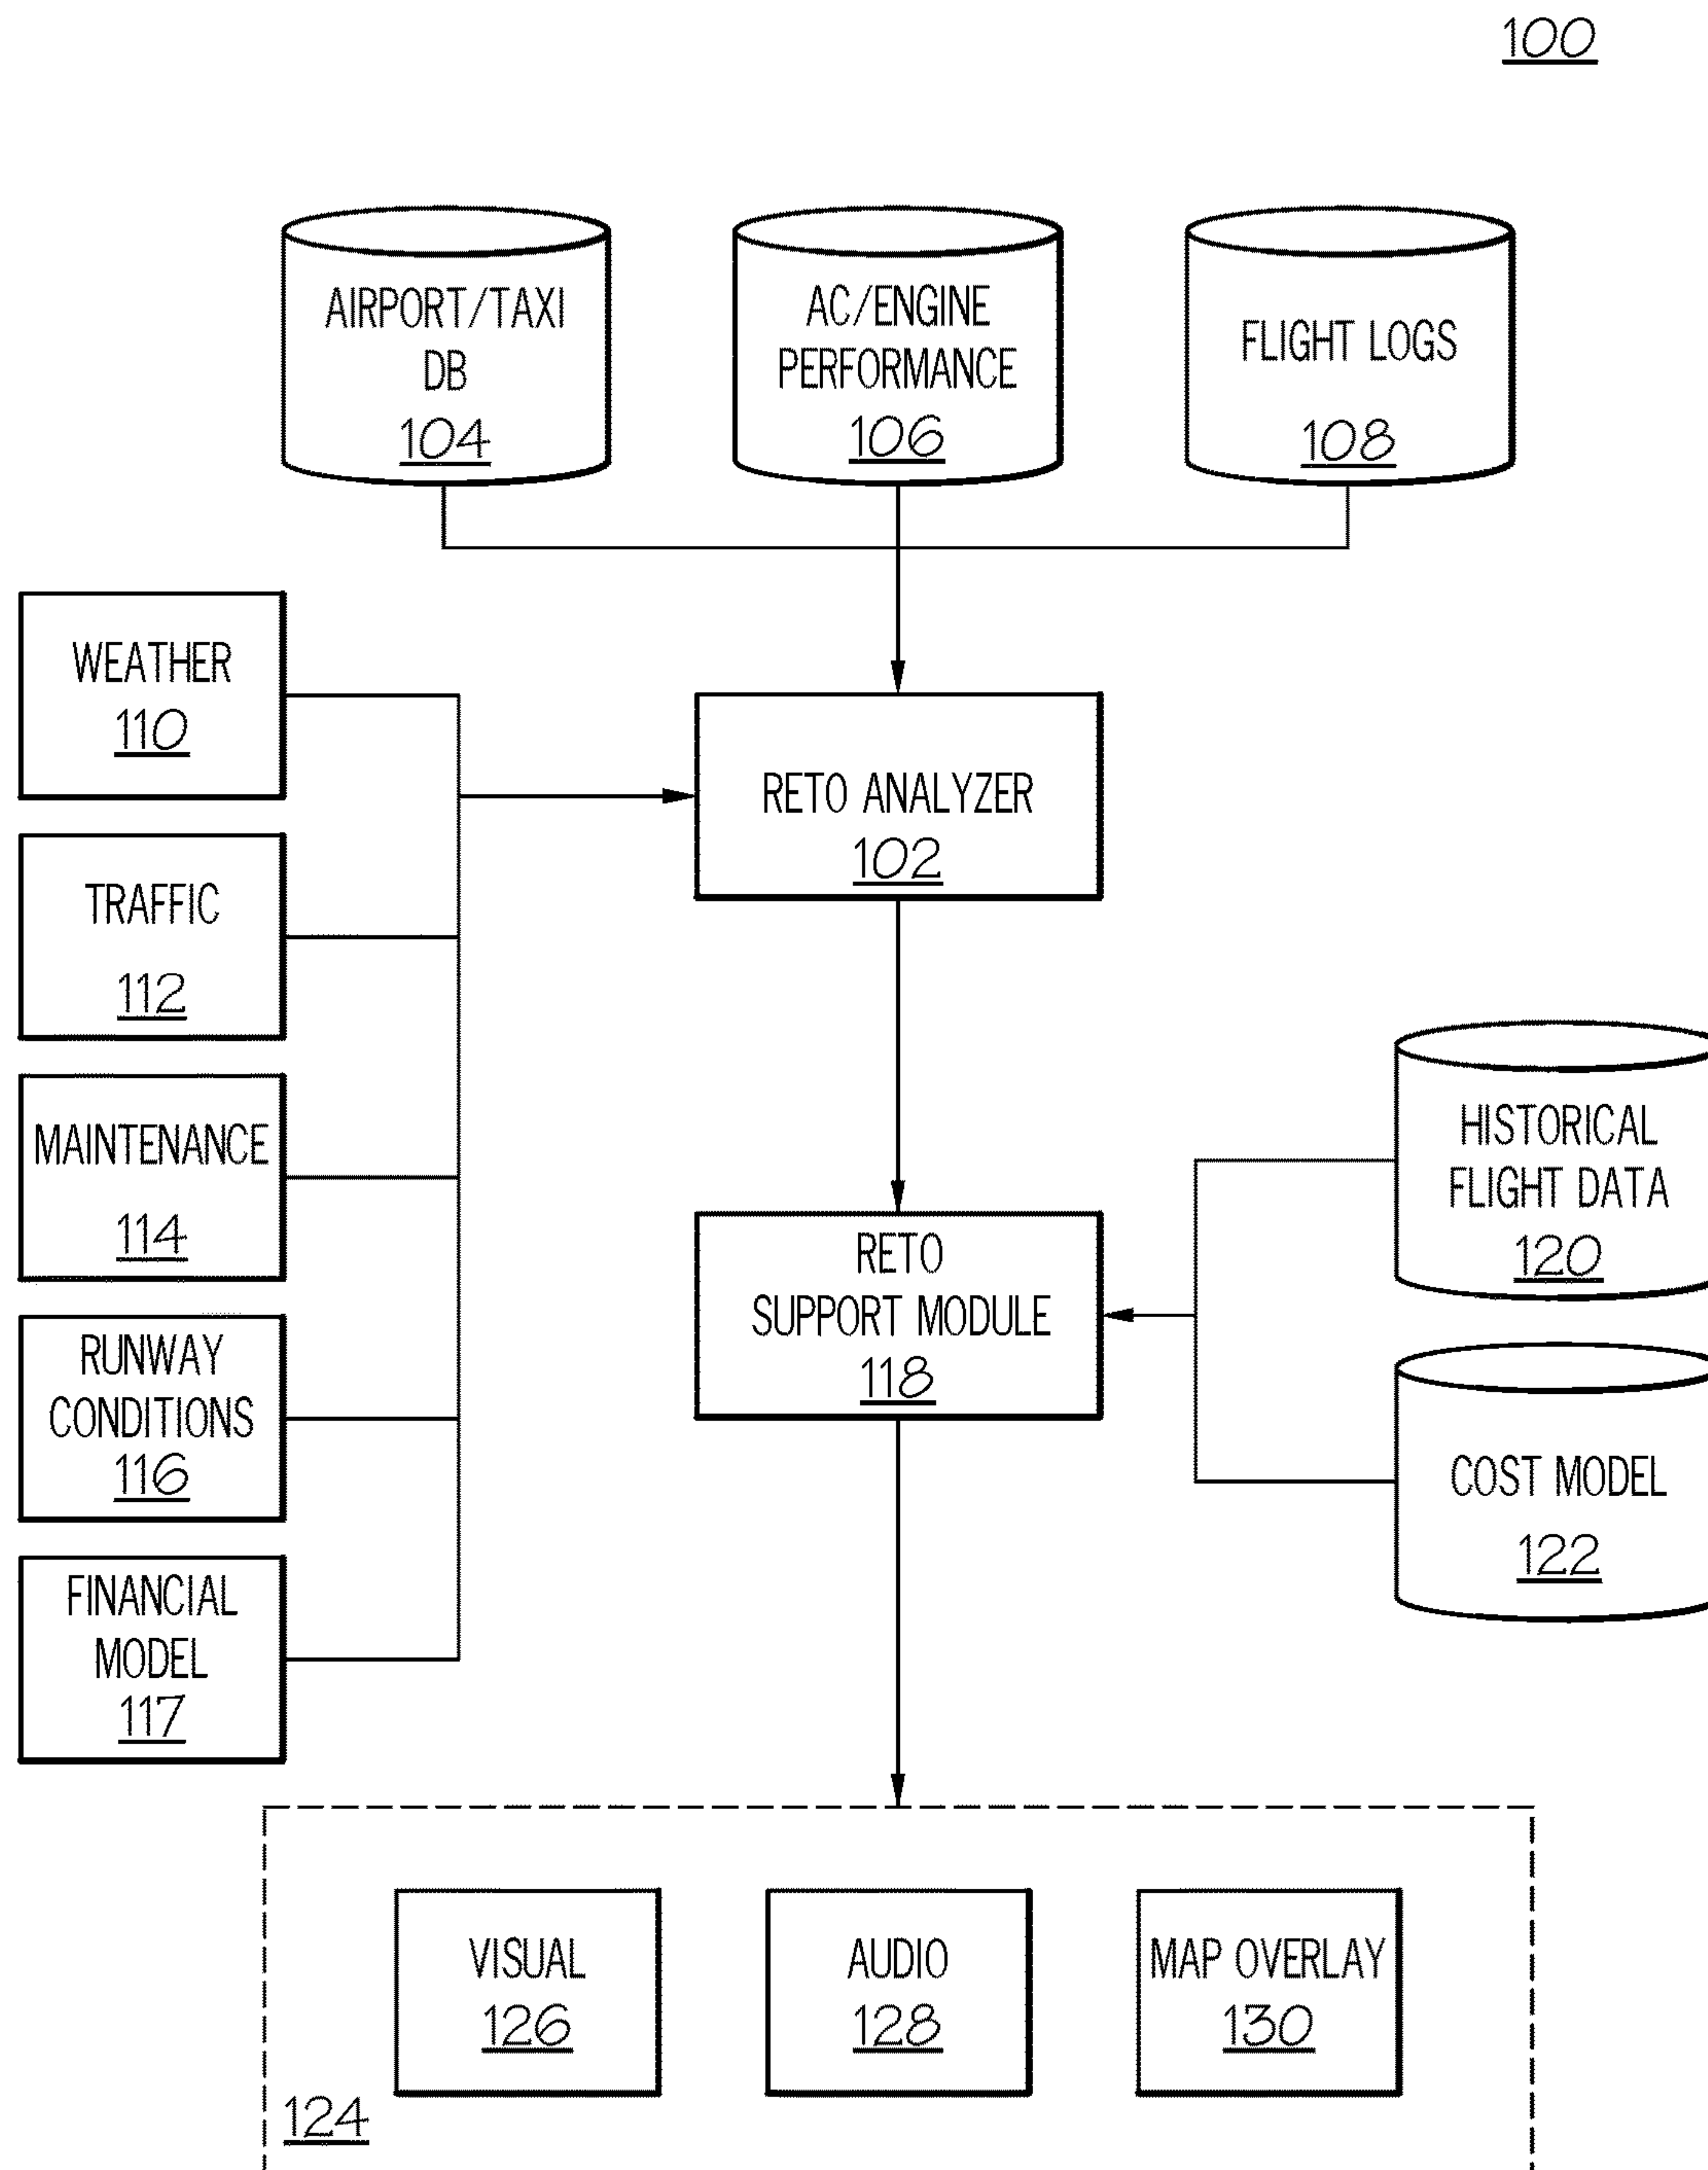 100
AIRPORT/TAXI
DB
104
AC/ENGINE
PERFORMANCE
106
FLIGHT LOGS
108
WEATHER
110
TRAFFIC
112
MAINTENANCE
114
RUNWAY
CONDITIONS
116
FINANCIAL
MODEL
117
RETO ANALYZER
102
RETO
SUPPORT MODULE
118
HISTORICAL
FLIGHT DATA
120
COST MODEL
122
VISUAL
126
AUDIO
128
MAP OVERLAY
130
124